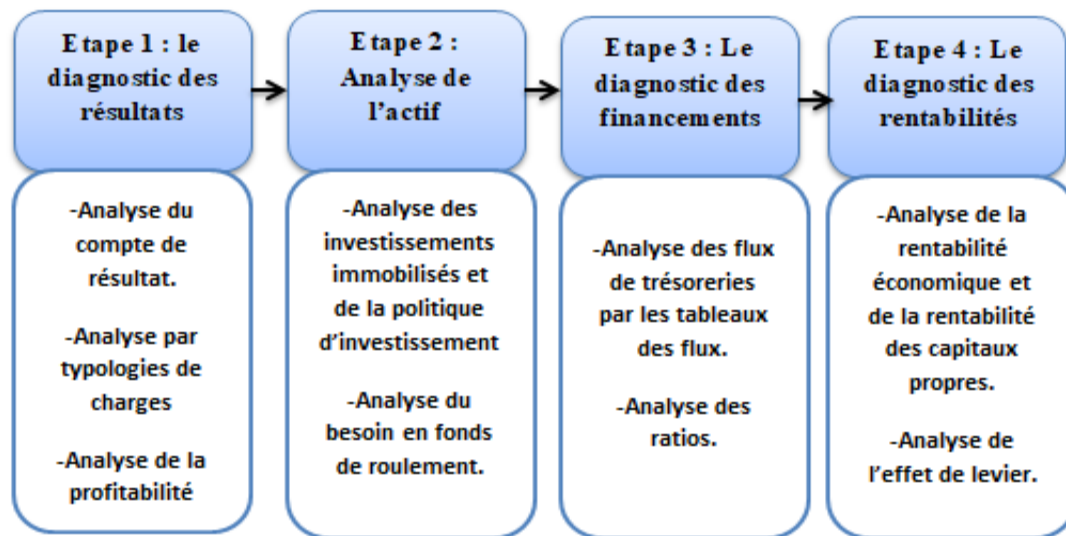 Etape 1 : le
diagnostic des
résultats
-Analyse du
compte de
résultat.
-Analyse par
typologies de
charges
-Analyse de la
profitabilité
Etape 2 :
Analyse de
l'actif
-Analyse des
investissements
immobilisés et
de la politique
d'investissement
-Analyse du
besoin en fonds
de roulement.
Etape 3 : Le
diagnostic des
financements
-Analyse des flux
de trésoreries
par les tableaux
des flux.
-Analyse des
ratios.
Etape 4 : Le
diagnostic des
rentabilités
-Analyse de la
rentabilité
économique et
de la rentabilité
des capitaux
propres.
-Analyse de
l'effet de levier.